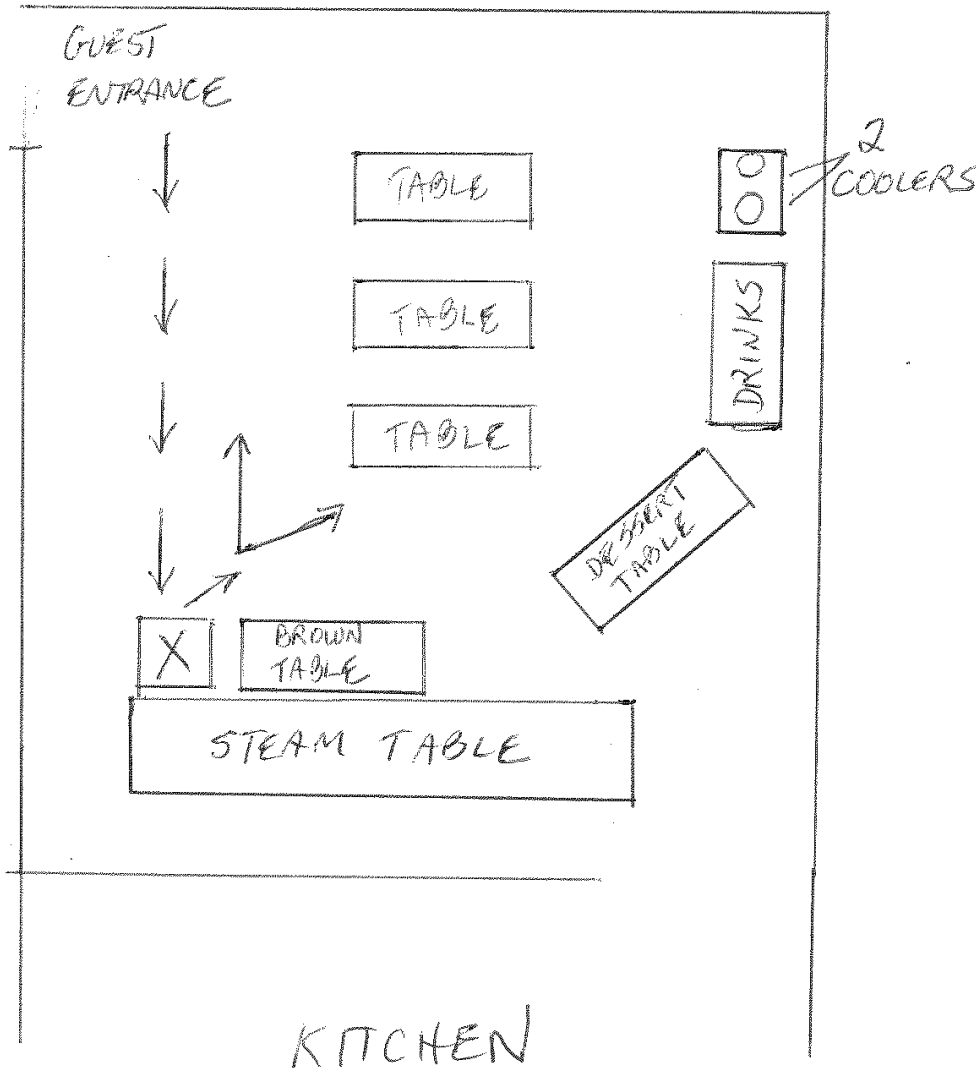 GUEST
ENTRANCE
2
COOLERS
TABLE
TABLE
DRINKS
TABLE
DESSERT
TABLE
X
BROWN
TABLE
STEAM TABLE
KITCHEN